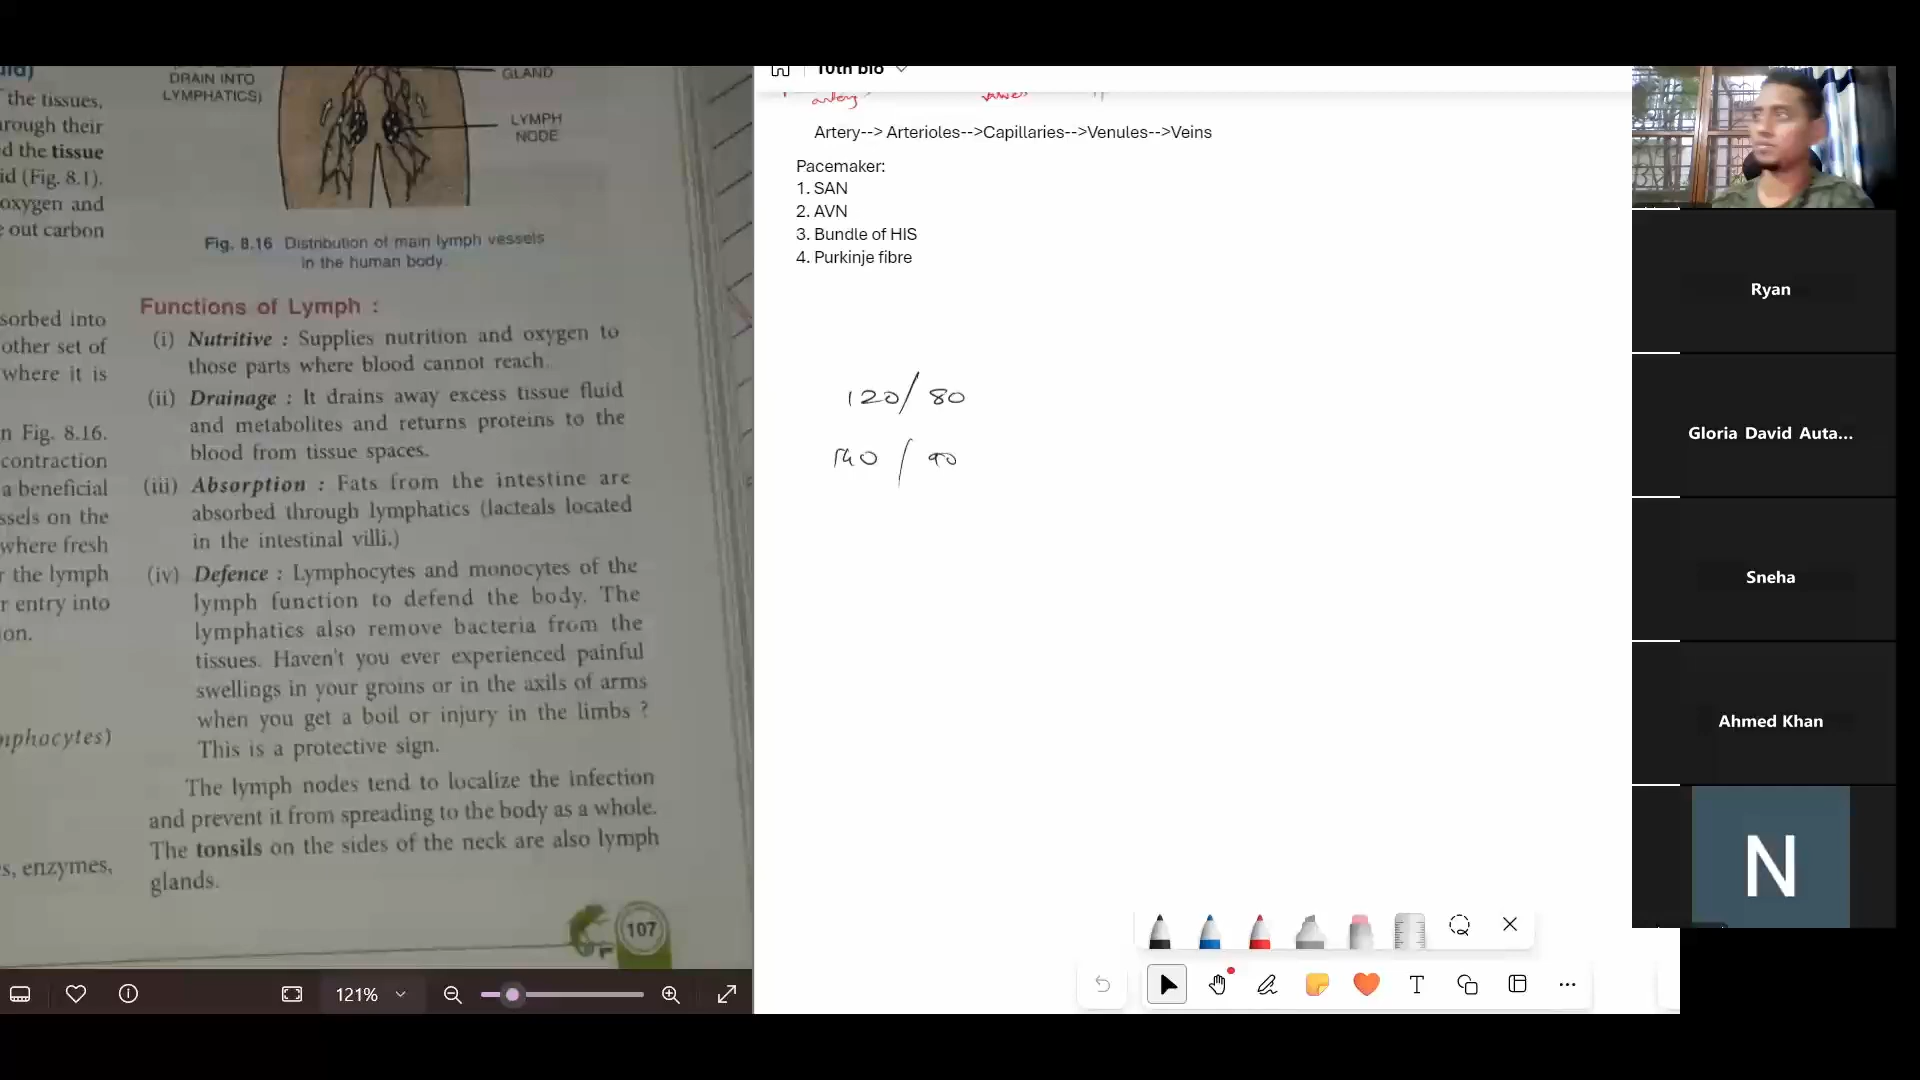 DRAIN INTO
LYMPHATICS)
GLAND
LYMPH
NODE
the tissues,
rough their
d the tissue
id (Fig. 8.1).
oxygen and
out carbon
Fig. 8.16 Distribution of main lymph vessels
in the human body.
sorbed into
other set of
where it is
n Fig. 8.16.
contraction
a beneficial
ssels on the
where fresh
the lymph
r entry into
on.
mphocytes)
s, enzymes,
Functions of Lymph :
(i) Nutritive : Supplies nutrition and oxygen to
those parts where blood cannot reach.
(ii) Drainage : It drains away excess tissue fluid
and metabolites and returns proteins to the
blood from tissue spaces.
(iii) Absorption : Fats from the intestine are
absorbed through lymphatics (lacteals located
in the intestinal villi.)
(iv) Defence : Lymphocytes and monocytes of the
lymph function to defend the body. The
lymphatics also remove bacteria from the
tissues. Haven't you ever experienced painful
swellings in your groins or in the axils of arms
when you get a boil or injury in the limbs ?
This is a protective sign.
The lymph nodes tend to localize the infection
and prevent it from spreading to the body as a whole.
The tonsils on the sides of the neck are also lymph
glands.
107
121%
10th bio
artery
Artery--> Arterioles-->Capillaries-->Venules-->Veins
Pacemaker:
1. SAN
2. AVN
3. Bundle of HIS
4. Purkinje fibre
120/80
140/90
Ryan
Gloria David Auta...
Sneha
Ahmed Khan
N